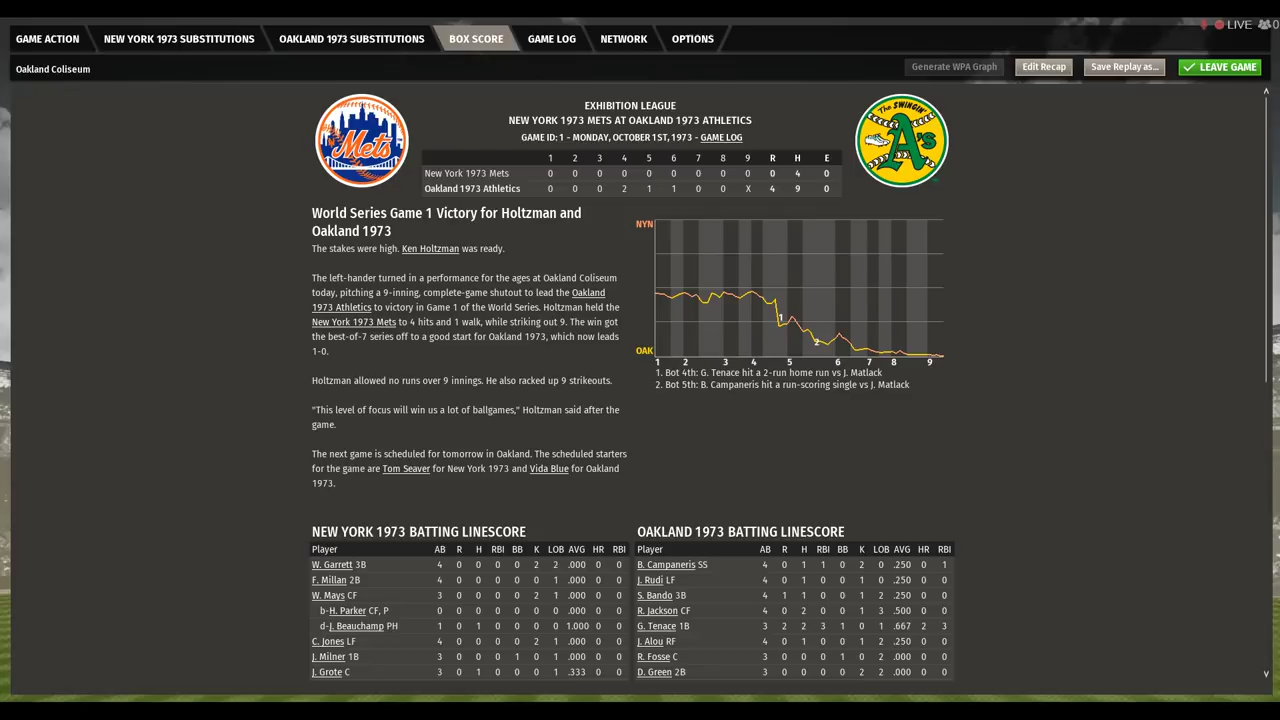 LIVE 0
GAME ACTION NEW YORK 1973 SUBSTITUTIONS OAKLAND 1973 SUBSTITUTIONS BOX SCORE GAME LOG NETWORK OPTIONS
Oakland Coliseum Generate WPA Graph Edit Recap Save Replay as... LEAVE GAME
Mets
The SWINGIN' A's
EXHIBITION LEAGUE
NEW YORK 1973 METS AT OAKLAND 1973 ATHLETICS
GAME ID: 1 - MONDAY, OCTOBER 1ST, 1973 - GAME LOG
1 2 3 4 5 6 7 8 9 R H E
New York 1973 Mets 0 0 0 0 0 0 0 0 0 0 4 0
Oakland 1973 Athletics 0 0 0 2 1 1 0 0 X 4 9 0
World Series Game 1 Victory for Holtzman and
Oakland 1973
The stakes were high. Ken Holtzman was ready.
The left-hander turned in a performance for the ages at Oakland Coliseum
today, pitching a 9-inning, complete-game shutout to lead the Oakland
1973 Athletics to victory in Game 1 of the World Series. Holtzman held the
New York 1973 Mets to 4 hits and 1 walk, while striking out 9. The win got
the best-of-7 series off to a good start for Oakland 1973, which now leads
1-0.
Holtzman allowed no runs over 9 innings. He also racked up 9 strikeouts.
"This level of focus will win us a lot of ballgames," Holtzman said after the
game.
The next game is scheduled for tomorrow in Oakland. The scheduled starters
for the game are Tom Seaver for New York 1973 and Vida Blue for Oakland
1973.
NYN
1
2
OAK
1 2 3 4 5 6 7 8 9
1. Bot 4th: G. Tenace hit a 2-run home run vs J. Matlack
2. Bot 5th: B. Campaneris hit a run-scoring single vs J. Matlack
NEW YORK 1973 BATTING LINESCORE
Player AB R H RBI BB K LOB AVG HR RBI
W. Garrett 3B 4 0 0 0 0 2 2 .000 0 0
F. Millan 2B 4 0 0 0 0 0 1 .000 0 0
W. Mays CF 3 0 0 0 0 2 1 .000 0 0
b-H. Parker CF, P 0 0 0 0 0 0 0 .000 0 0
d-J. Beauchamp PH 1 0 1 0 0 0 0 1.000 0 0
C. Jones LF 4 0 0 0 0 2 1 .000 0 0
J. Milner 1B 3 0 0 0 1 0 1 .000 0 0
J. Grote C 3 0 1 0 0 0 1 .333 0 0
OAKLAND 1973 BATTING LINESCORE
Player AB R H RBI BB K LOB AVG HR RBI
B. Campaneris SS 4 0 1 1 0 2 0 .250 0 1
J. Rudi LF 4 0 1 0 0 1 0 .250 0 0
S. Bando 3B 4 1 1 0 0 1 2 .250 0 0
R. Jackson CF 4 0 2 0 0 1 3 .500 0 0
G. Tenace 1B 3 2 2 3 1 0 1 .667 2 3
J. Alou RF 4 0 1 0 0 1 2 .250 0 0
R. Fosse C 3 0 0 0 1 0 2 .000 0 0
D. Green 2B 3 0 0 0 0 2 2 .000 0 0